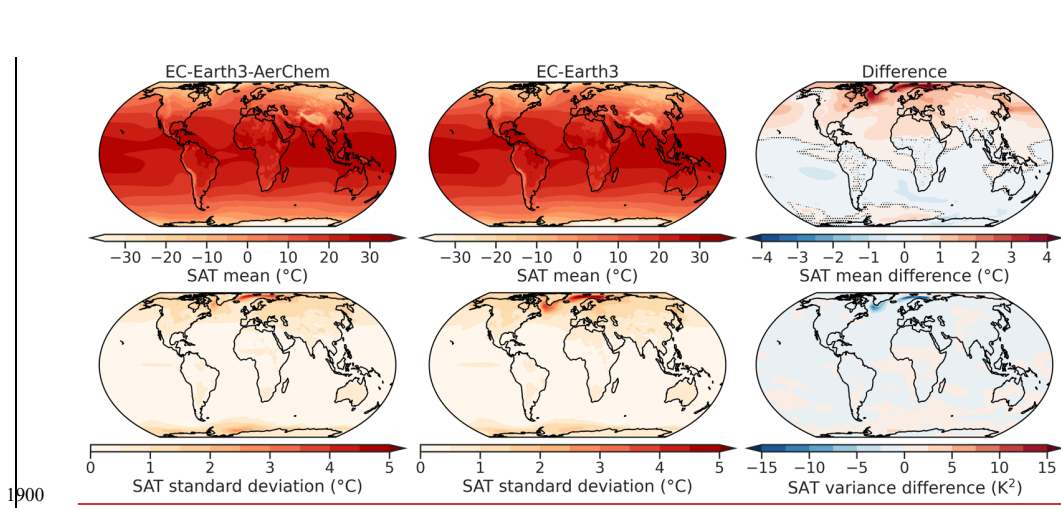 EC-Earth3-AerChem EC-Earth3 Difference
−30 −20 −10 0 10 20 30 −30 −20 −10 0 10 20 30 −4 −3 −2 −1 0 1 2 3 4
SAT mean (°C) SAT mean (°C) SAT mean difference (°C)
0 1 2 3 4 5 0 1 2 3 4 5 −15 −10 −5 0 5 10 15
SAT standard deviation (°C) SAT standard deviation (°C) SAT variance difference (K²)
1900